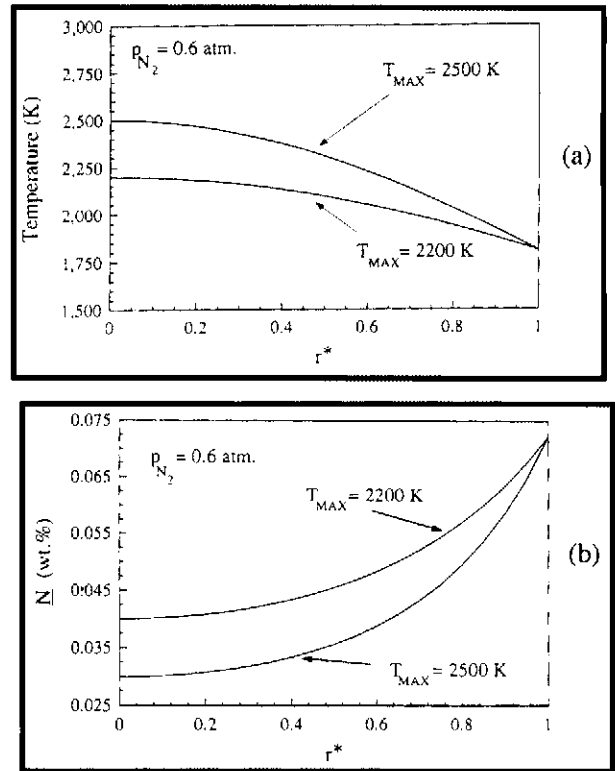 3,000
2,750
2,500
2,250
2,000
1,750
1,500
Temperature (K)
p_N₂ = 0.6 atm.
T_MAX = 2500 K
T_MAX = 2200 K
(a)
0 0.2 0.4 0.6 0.8 1
r*
0.075
0.065
0.055
0.045
0.035
0.025
N (wt.%)
p_N₂ = 0.6 atm.
T_MAX = 2200 K
T_MAX = 2500 K
(b)
0 0.2 0.4 0.6 0.8 1
r*